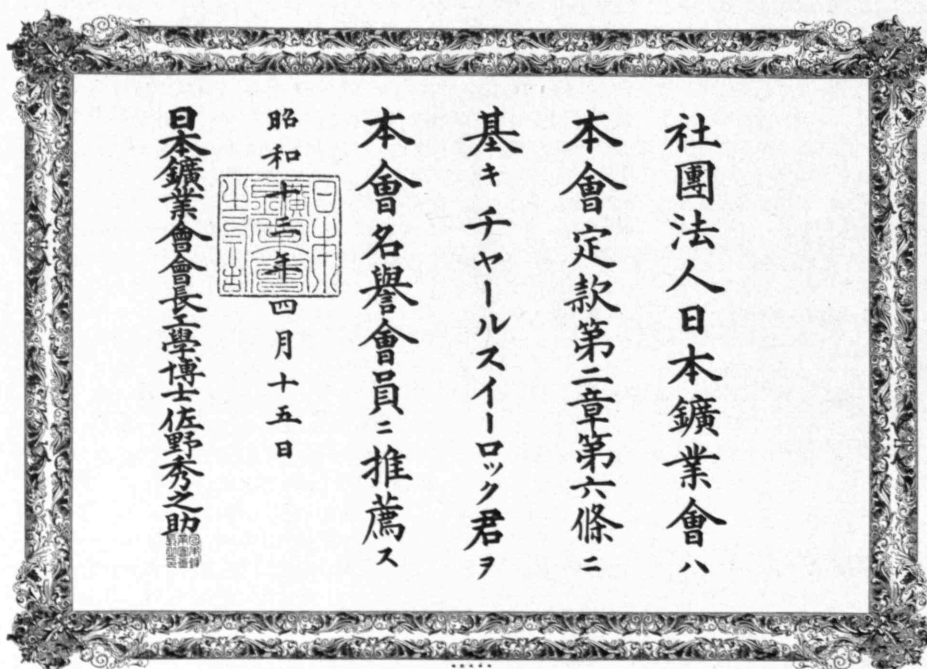 社團法人日本鑛業會ハ
本會定款第二章第六條ニ
基キチャールスイーロック君ヲ
本會名譽會員ニ推薦ス
昭和十二年四月十五日
日本鑛業會會長工學博士佐野秀之助